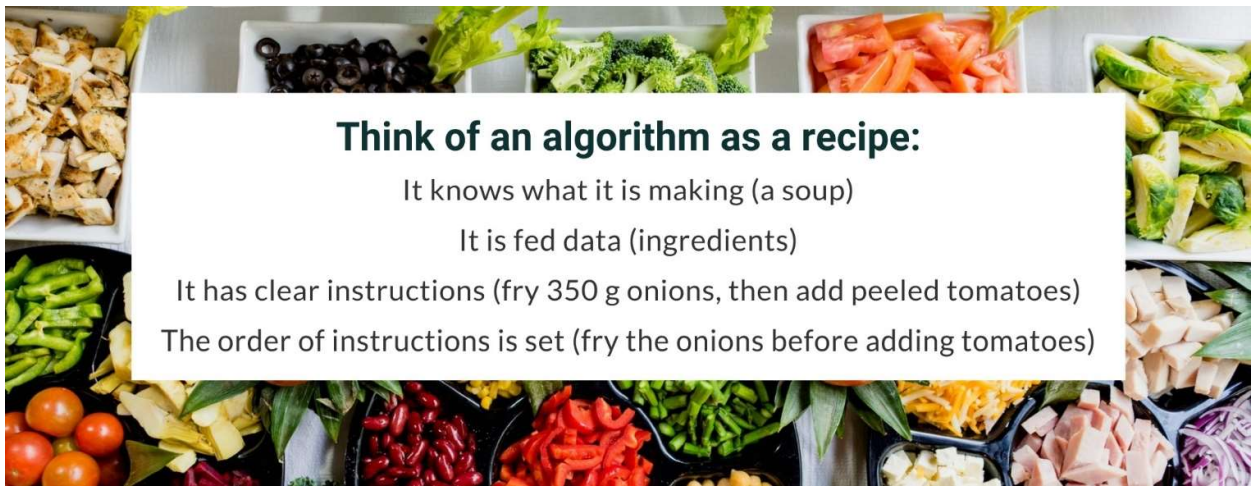 Think of an algorithm as a recipe:
It knows what it is making (a soup)
It is fed data (ingredients)
It has clear instructions (fry 350 g onions, then add peeled tomatoes)
The order of instructions is set (fry the onions before adding tomatoes)